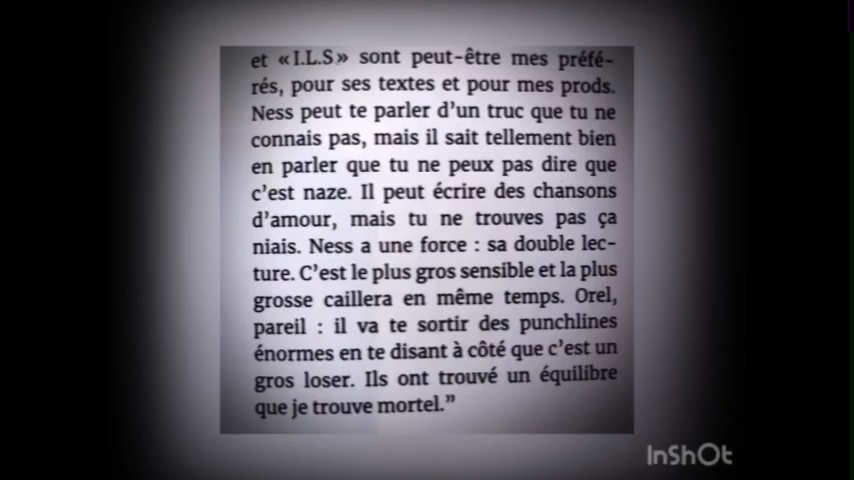 et «I.L.S» sont peut-être mes préfé-
rés, pour ses textes et pour mes prods.
Ness peut te parler d'un truc que tu ne
connais pas, mais il sait tellement bien
en parler que tu ne peux pas dire que
c'est naze. Il peut écrire des chansons
d'amour, mais tu ne trouves pas ça
niais. Ness a une force : sa double lec-
ture. C'est le plus gros sensible et la plus
grosse caillera en même temps. Orel,
pareil : il va te sortir des punchlines
énormes en te disant à côté que c'est un
gros loser. Ils ont trouvé un équilibre
que je trouve mortel.”
InShOt